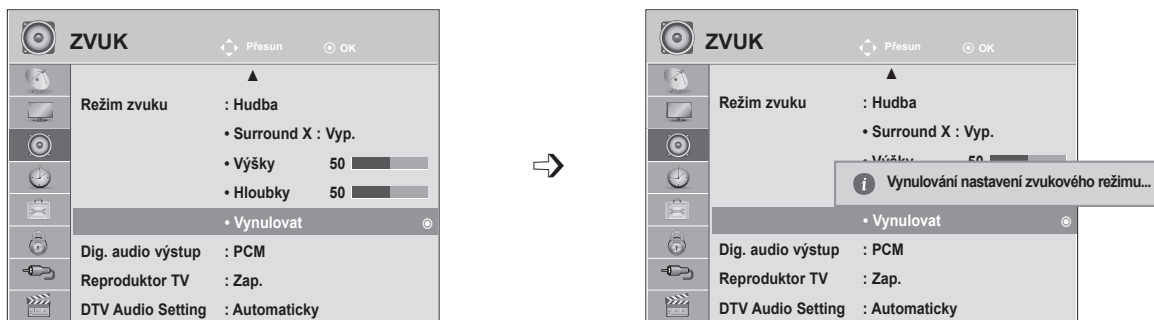 ZVUK
Přesun
OK
▲
Režim zvuku : Hudba
• Surround X : Vyp.
• Výšky 50
• Hloubky 50
• Vynulovat
Dig. audio výstup : PCM
Reproduktor TV : Zap.
DTV Audio Setting : Automaticky
ZVUK
Přesun
OK
▲
Režim zvuku : Hudba
• Surround X : Vyp.
• Výšky 50
i Vynulování nastavení zvukového režimu...
• Vynulovat
Dig. audio výstup : PCM
Reproduktor TV : Zap.
DTV Audio Setting : Automaticky